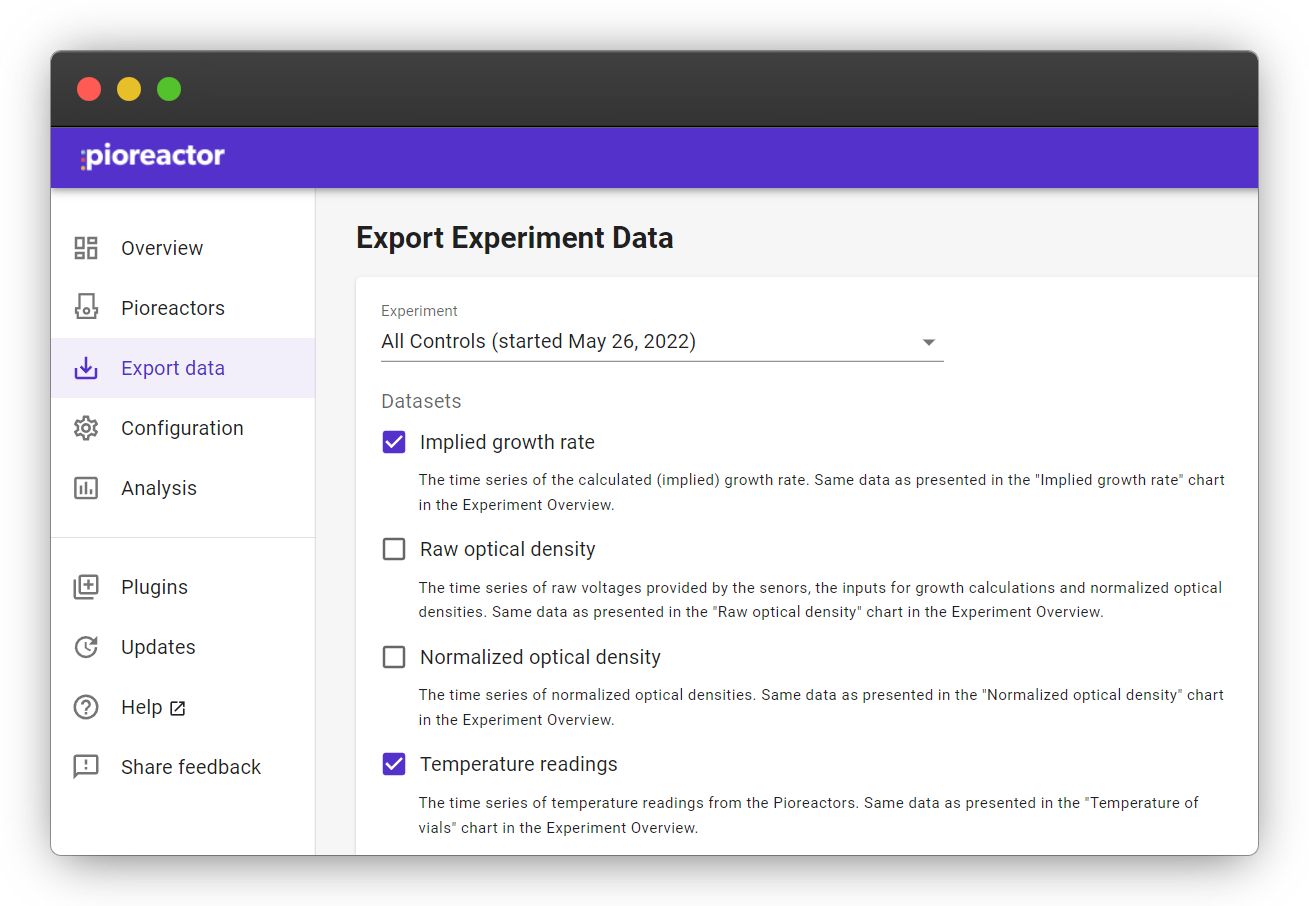 pioreactor
Overview
Pioreactors
Export data
Configuration
Analysis
Plugins
Updates
Help
Share feedback
Export Experiment Data
Experiment
All Controls (started May 26, 2022)
Datasets
Implied growth rate
The time series of the calculated (implied) growth rate. Same data as presented in the "Implied growth rate" chart
in the Experiment Overview.
Raw optical density
The time series of raw voltages provided by the senors, the inputs for growth calculations and normalized optical
densities. Same data as presented in the "Raw optical density" chart in the Experiment Overview.
Normalized optical density
The time series of normalized optical densities. Same data as presented in the "Normalized optical density" chart
in the Experiment Overview.
Temperature readings
The time series of temperature readings from the Pioreactors. Same data as presented in the "Temperature of
vials" chart in the Experiment Overview.